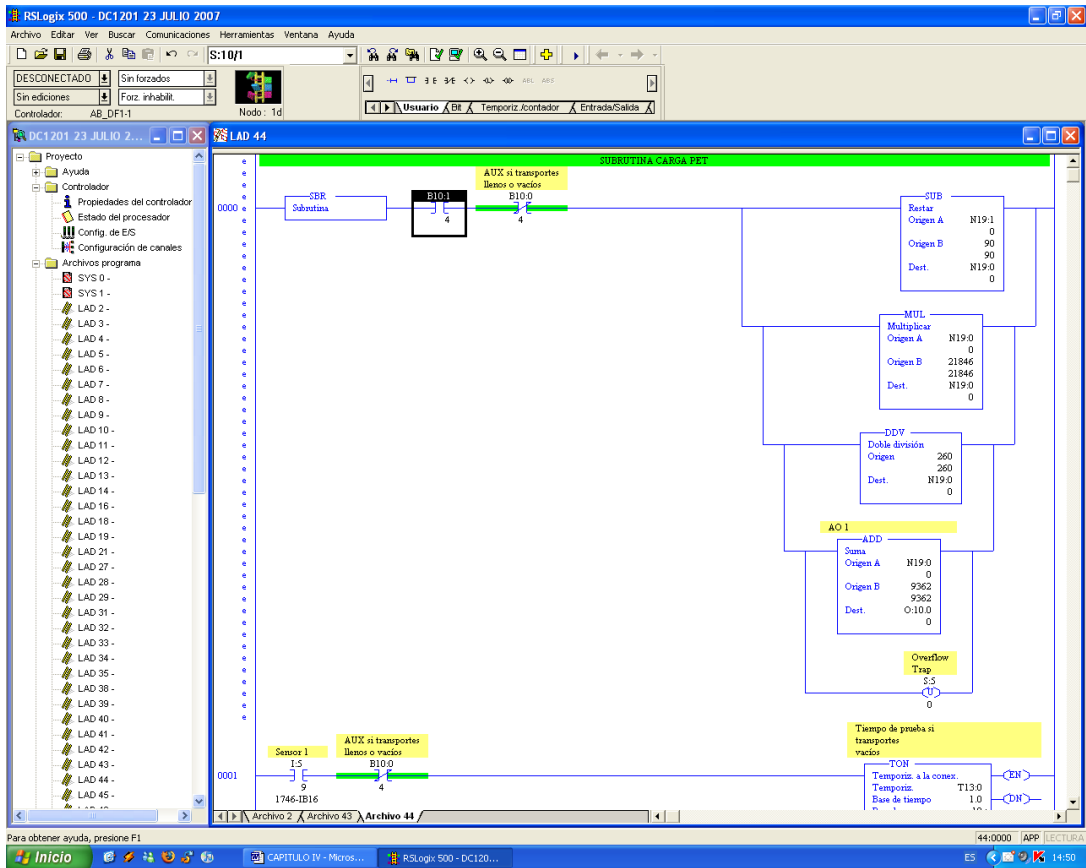 RSLogix 500 - DC1201 23 JULIO 2007
Archivo Editar Ver Buscar Comunicaciones Herramientas Ventana Ayuda
S:10/1
DESCONECTADO Sin forzados
Sin ediciones Forz. inhabilit.
Controlador: AB_DF1-1 Nodo: 1d
ABL ABS
Usuario Bit Temporiz./contador Entrada/Salida
DC1201 23 JULIO 2...
Proyecto
Ayuda
Controlador
Propiedades del controlador
Estado del procesador
Config. de E/S
Configuración de canales
Archivos programa
SYS 0 -
SYS 1 -
LAD 2 -
LAD 3 -
LAD 4 -
LAD 5 -
LAD 6 -
LAD 7 -
LAD 8 -
LAD 9 -
LAD 10 -
LAD 11 -
LAD 12 -
LAD 13 -
LAD 14 -
LAD 16 -
LAD 18 -
LAD 19 -
LAD 21 -
LAD 27 -
LAD 28 -
LAD 29 -
LAD 31 -
LAD 32 -
LAD 33 -
LAD 34 -
LAD 35 -
LAD 38 -
LAD 39 -
LAD 40 -
LAD 41 -
LAD 42 -
LAD 43 -
LAD 44 -
LAD 45 -
LAD 44
SUBRUTINA CARGA PET
AUX si transportes
llenos o vacíos
0000
SBR
Subrutina
B10:1
4
B10:0
4
SUB
Restar
Origen A N19:1
0
Origen B 90
90
Dest. N19:0
0
MUL
Multiplicar
Origen A N19:0
0
Origen B 21846
21846
Dest. N19:0
0
DDV
Doble división
Origen 260
260
Dest. N19:0
0
AO 1
ADD
Suma
Origen A N19:0
0
Origen B 9362
9362
Dest. O:10.0
0
Overflow
Trap
S:5
U
0
0001
Sensor 1
I:5
9
1746-IB16
AUX si transportes
llenos o vacíos
B10:0
4
Tiempo de prueba si
transportes
vacíos
TON
Temporiz. a la conex.
Temporiz. T13:0
Base de tiempo 1.0
EN
DN
Archivo 2 Archivo 43 Archivo 44
Para obtener ayuda, presione F1
44:0000 APP LECTURA
Inicio
CAPITULO IV - Micros...
RSLogix 500 - DC120...
ES 14:50